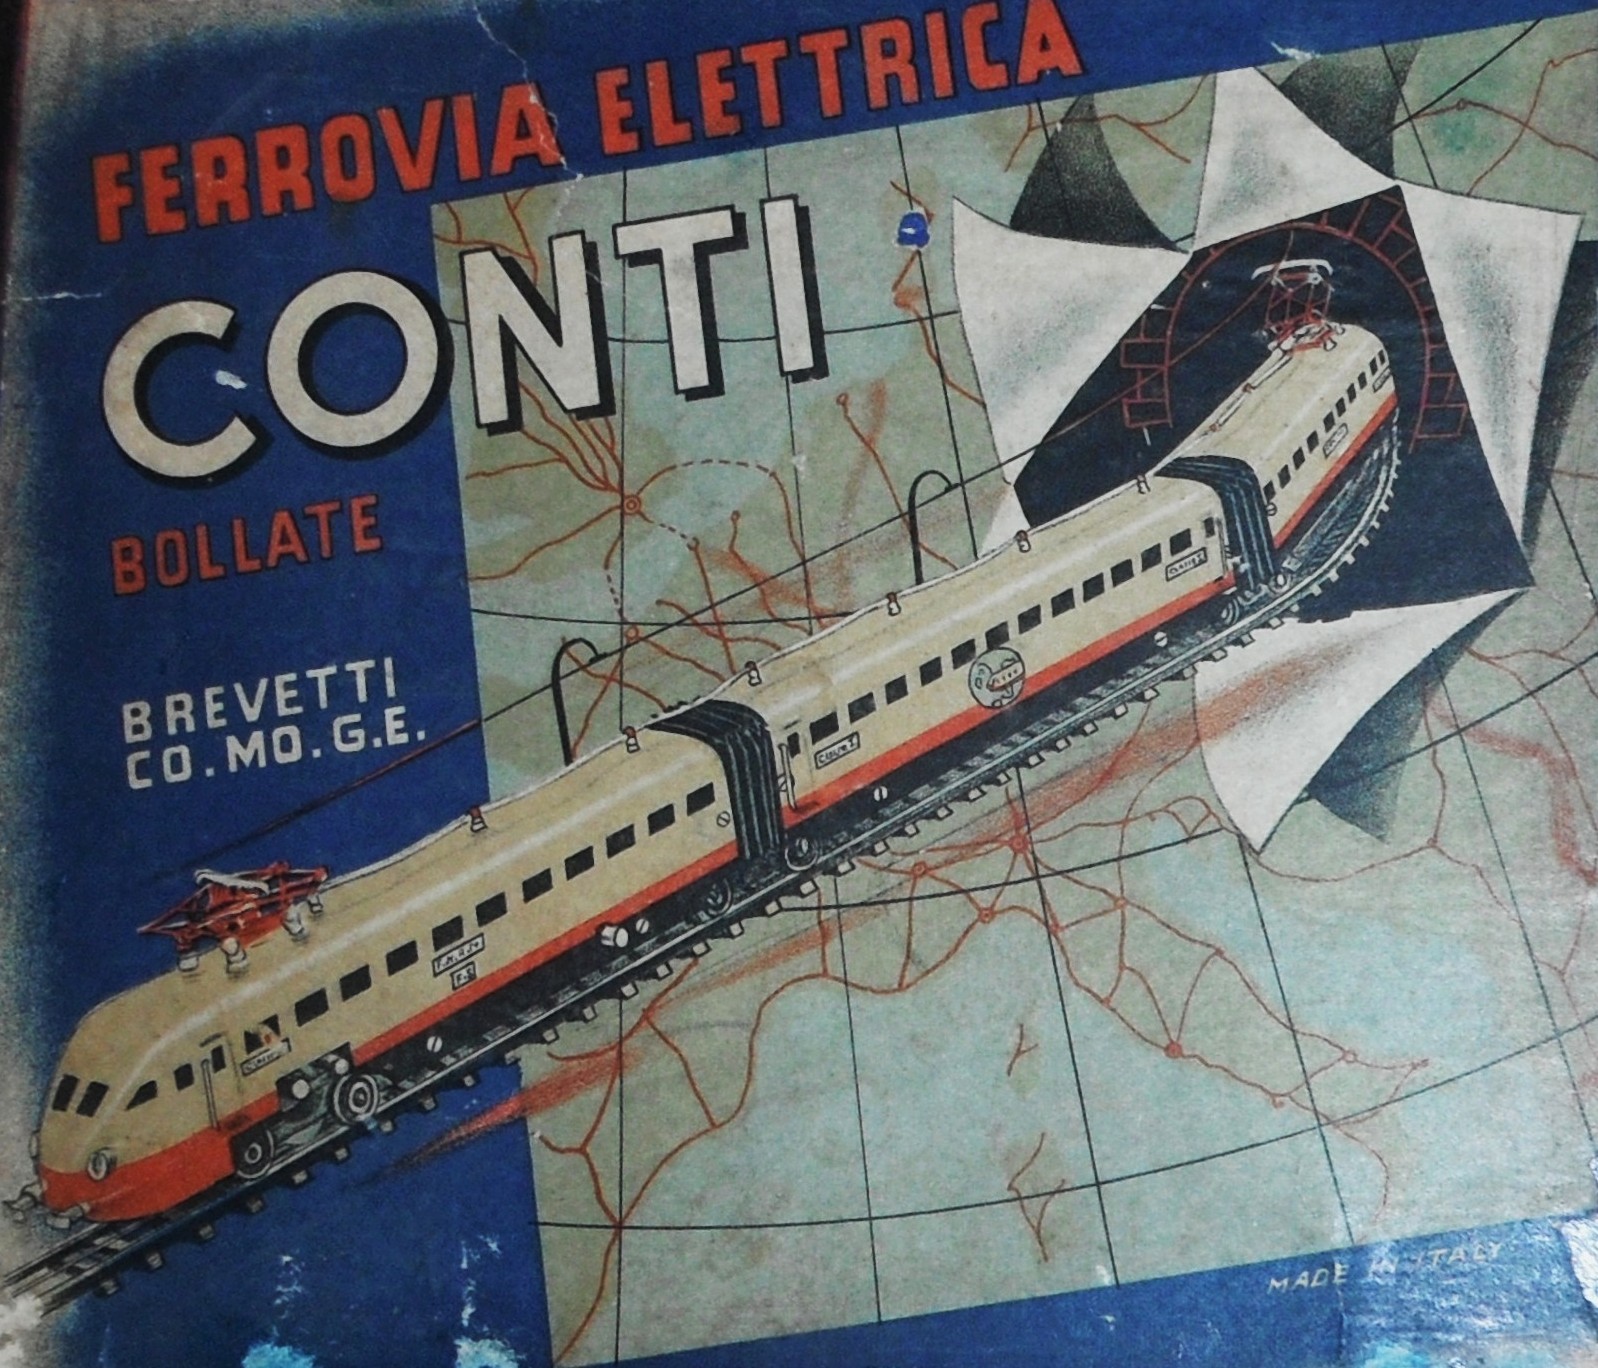 FERROVIA ELETTRICA
CONTI
BOLLATE
BREVETTI
CO.MO.G.E.
F.S
MADE IN ITALY